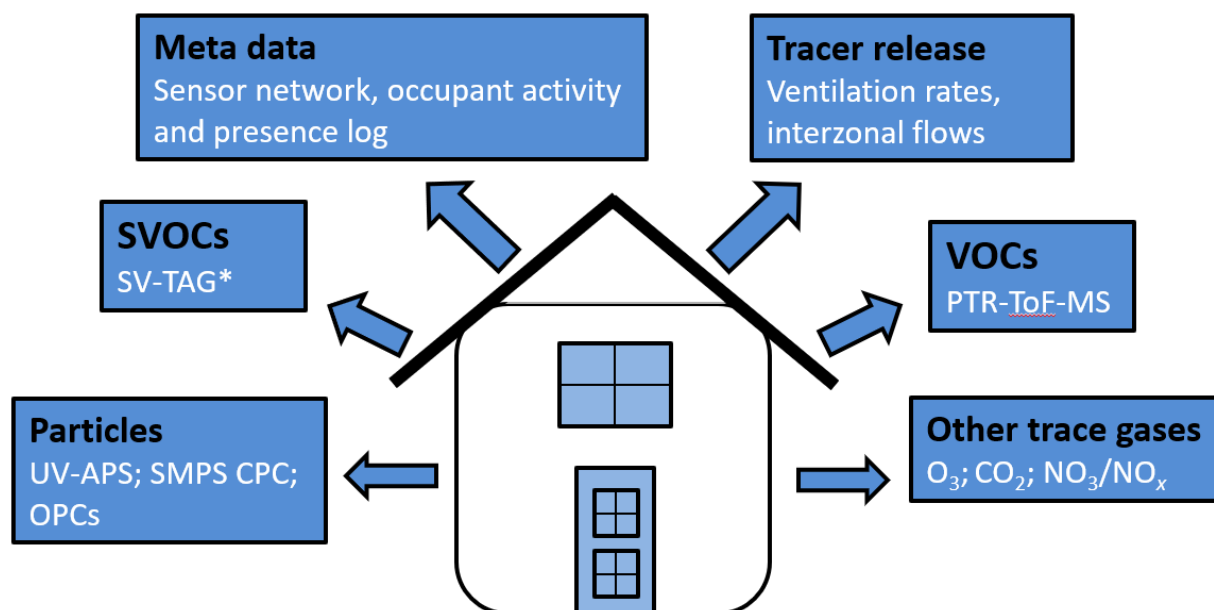 Meta data
Sensor network, occupant activity
and presence log
Tracer release
Ventilation rates,
interzonal flows
SVOCs
SV-TAG*
VOCs
PTR-ToF-MS
Particles
UV-APS; SMPS CPC;
OPCs
Other trace gases
O₃; CO₂; NO₃/NOₓ